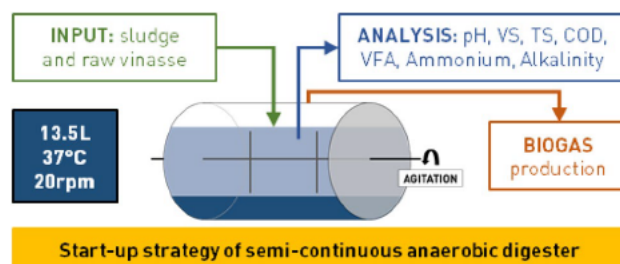 INPUT: sludge
and raw vinasse
ANALYSIS: pH, VS, TS, COD,
VFA, Ammonium, Alkalinity
13.5L
37°C
20rpm
AGITATION
BIOGAS
production
Start-up strategy of semi-continuous anaerobic digester